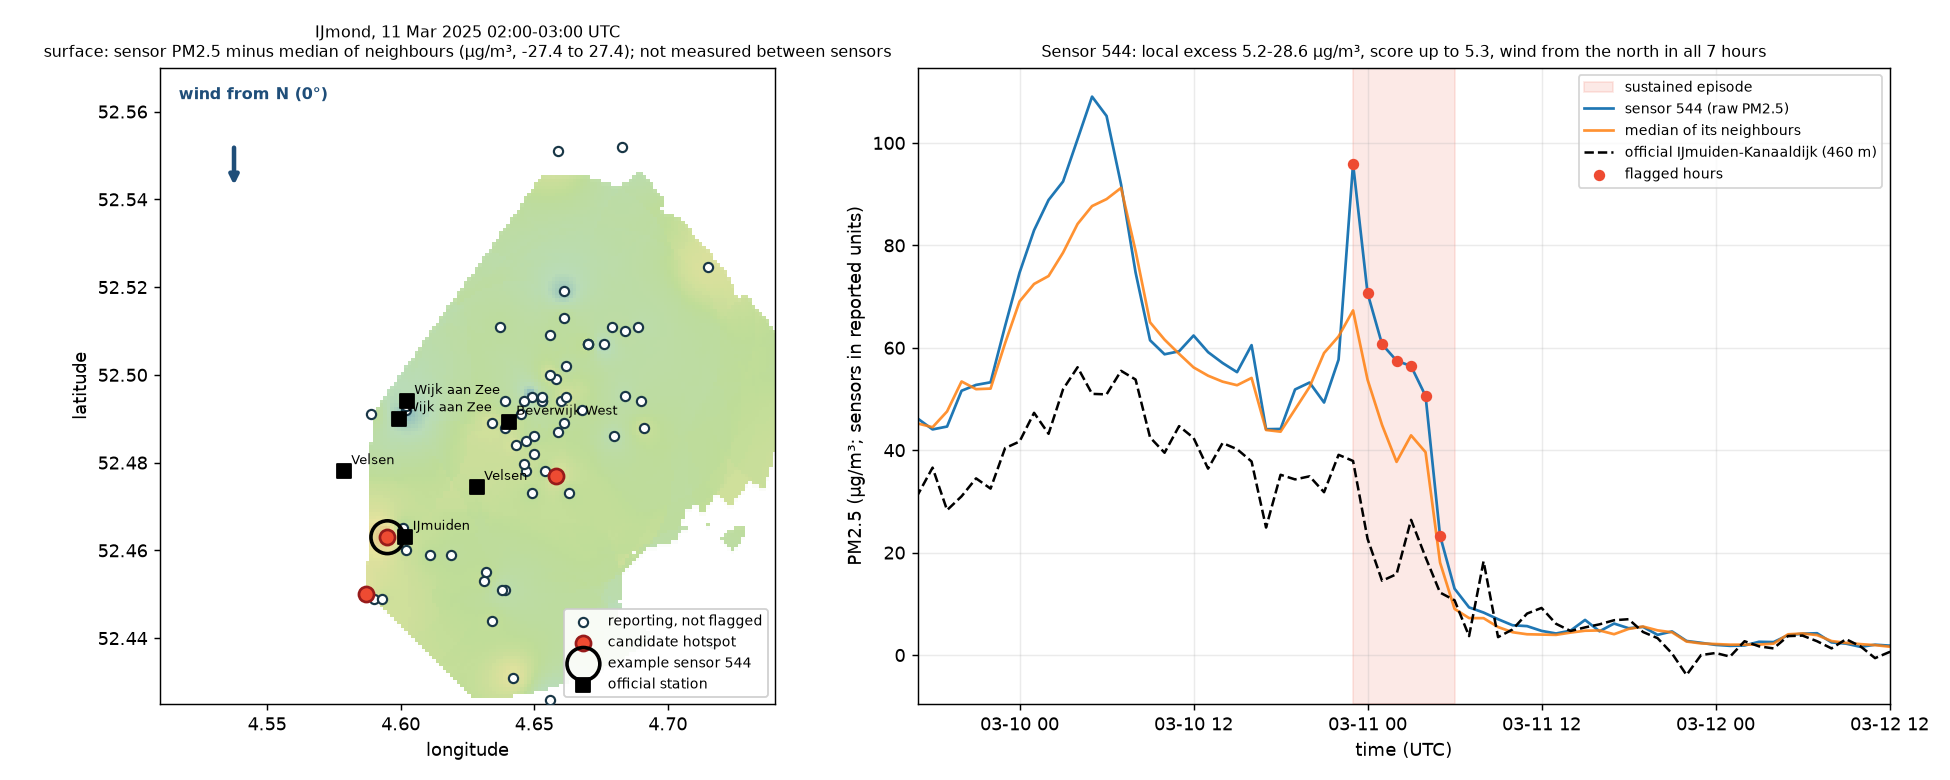 IJmond, 11 Mar 2025 02:00-03:00 UTC
surface: sensor PM2.5 minus median of neighbours (µg/m³, -27.4 to 27.4); not measured between sensors
wind from N (0°)
52.56
52.54
52.52
52.50
52.48
52.46
52.44
latitude
Wijk aan Zee
Wijk aan Zee
Beverwijk West
Velsen
Velsen
IJmuiden
reporting, not flagged
candidate hotspot
example sensor 544
official station
4.55
4.60
4.65
4.70
longitude
Sensor 544: local excess 5.2-28.6 µg/m³, score up to 5.3, wind from the north in all 7 hours
sustained episode
sensor 544 (raw PM2.5)
median of its neighbours
official IJmuiden-Kanaaldijk (460 m)
flagged hours
100
80
60
40
20
0
PM2.5 (µg/m³; sensors in reported units)
03-10 00
03-10 12
03-11 00
03-11 12
03-12 00
03-12 12
time (UTC)